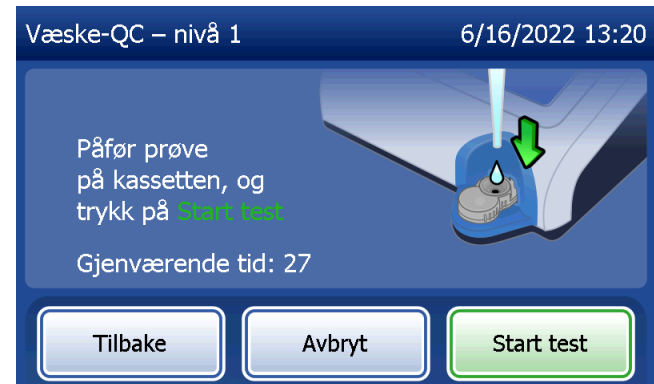 Væske-QC – nivå 1
6/16/2022 13:20
Påfør prøve
på kassetten, og
trykk på Start test
Gjenværende tid: 27
Tilbake
Avbryt
Start test